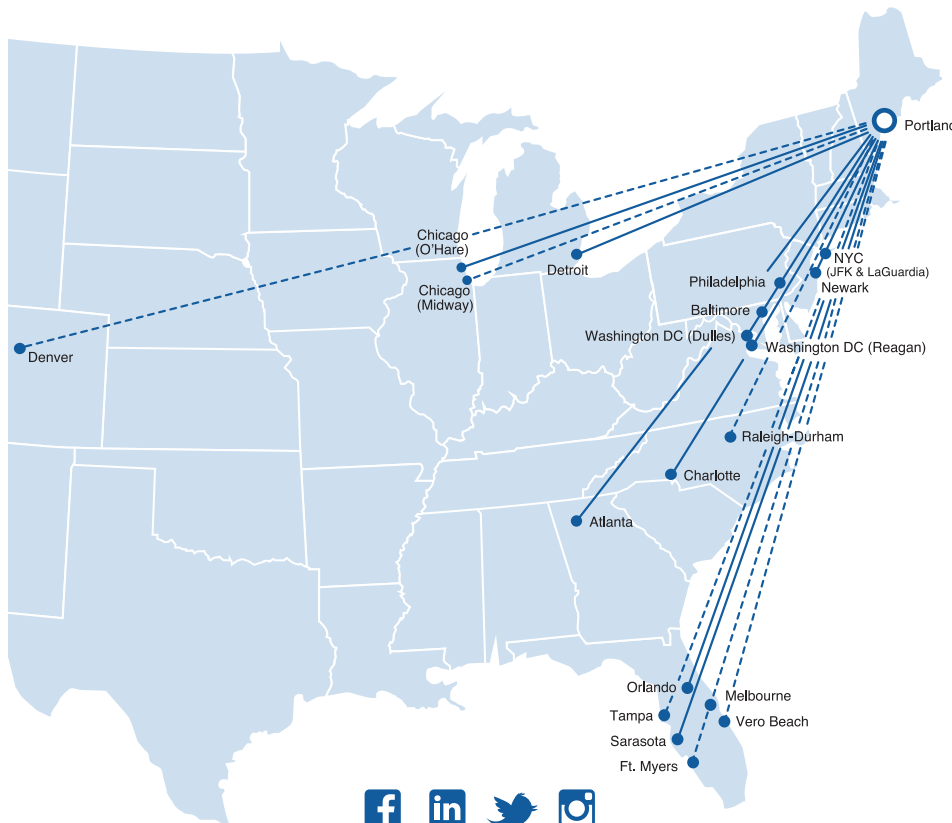 Portland
Chicago
(O'Hare)
Detroit
Chicago
(Midway)
NYC
(JFK & LaGuardia)
Newark
Philadelphia
Baltimore
Washington DC (Dulles)
Washington DC (Reagan)
Denver
Raleigh-Durham
Charlotte
Atlanta
Orlando
Melbourne
Tampa
Vero Beach
Sarasota
Ft. Myers